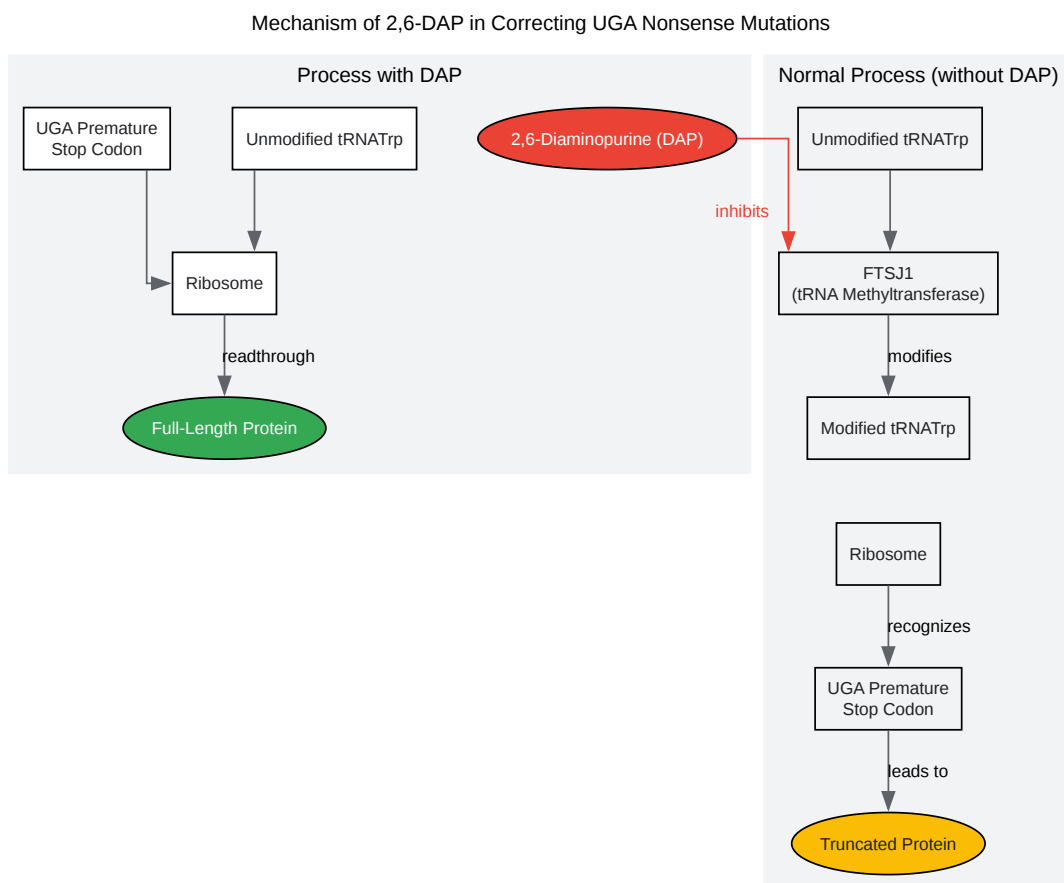 Mechanism of 2,6-DAP in Correcting UGA Nonsense Mutations
Process with DAP
UGA Premature
Stop Codon
Unmodified tRNATrp
2,6-Diaminopurine (DAP)
inhibits
Ribosome
readthrough
Full-Length Protein
Normal Process (without DAP)
Unmodified tRNATrp
FTSJ1
(tRNA Methyltransferase)
modifies
Modified tRNATrp
Ribosome
recognizes
UGA Premature
Stop Codon
leads to
Truncated Protein